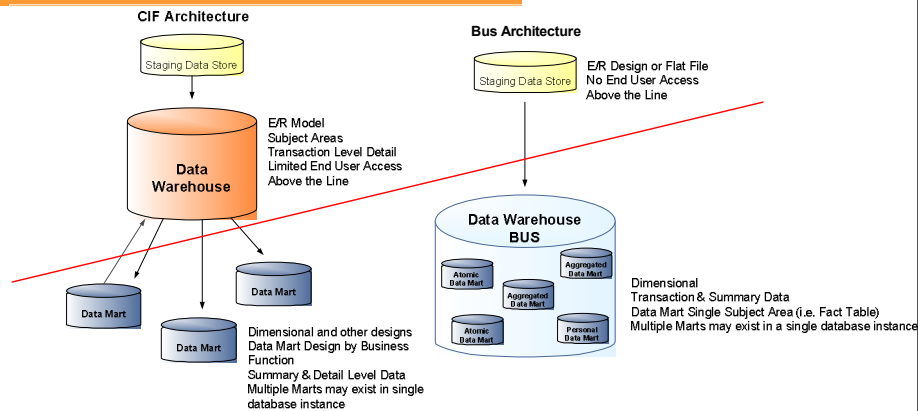 CIF Architecture
Staging Data Store
E/R Model
Subject Areas
Transaction Level Detail
Limited End User Access
Above the Line
Data
Warehouse
Data Mart
Data Mart
Data Mart
Dimensional and other designs
Data Mart Design by Business
Function
Summary & Detail Level Data
Multiple Marts may exist in single
database instance
Bus Architecture
Staging Data Store
E/R Design or Flat File
No End User Access
Above the Line
Data Warehouse
BUS
Atomic
Data Mart
Aggregated
Data Mart
Aggregated
Data Mart
Atomic
Data Mart
Personal
Data Mart
Dimensional
Transaction & Summary Data
Data Mart Single Subject Area (i.e. Fact Table)
Multiple Marts may exist in a single database instance